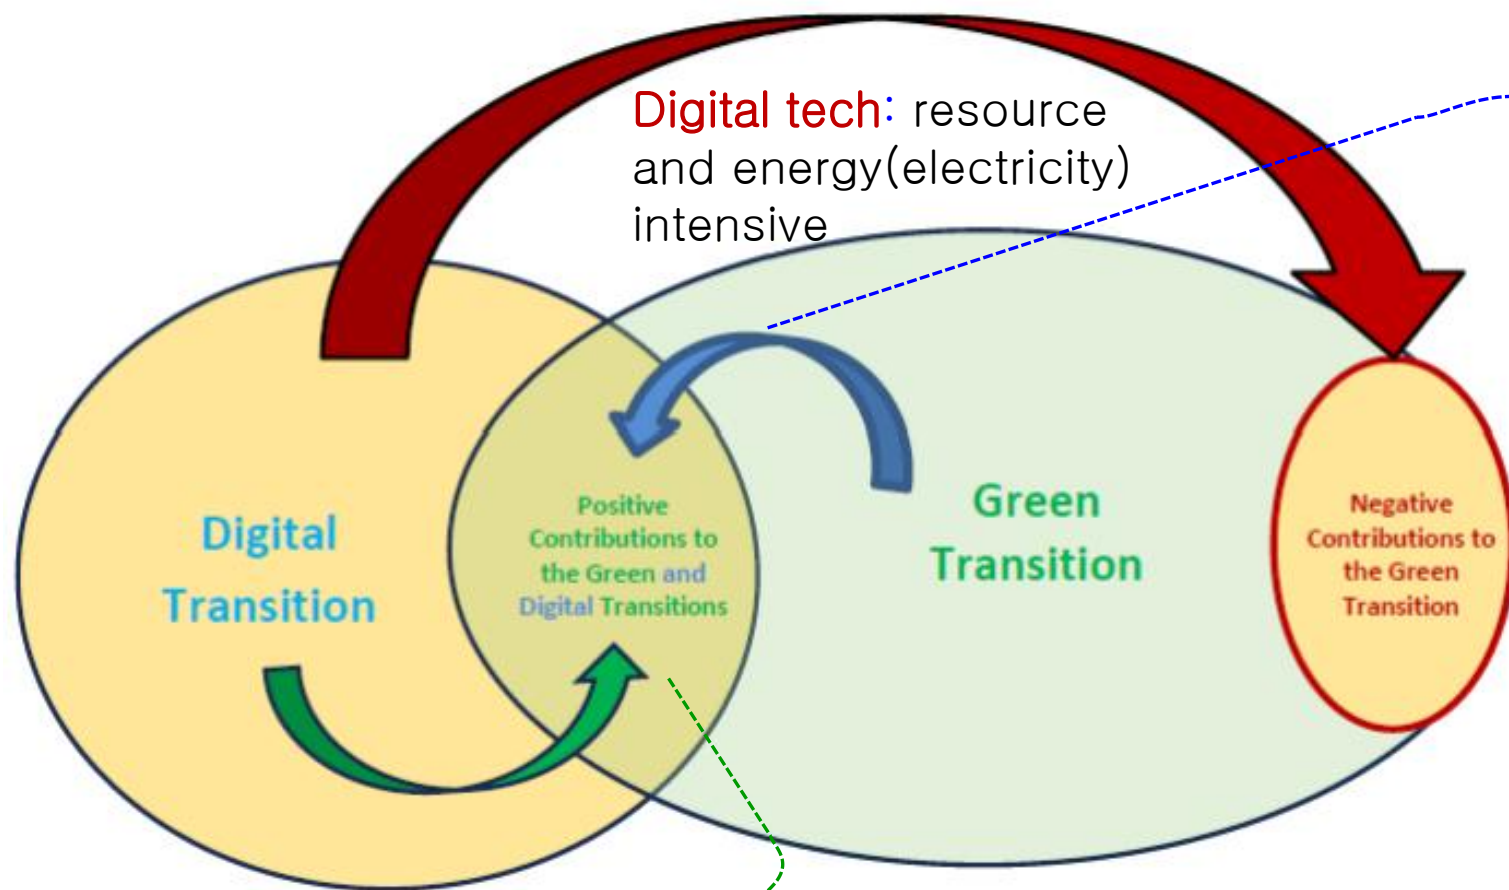 Digital tech: resource
and energy(electricity)
intensive
Digital
Transition
Positive
Contributions to
the Green and
Digital Transitions
Green
Transition
Negative
Contributions to
the Green
Transition